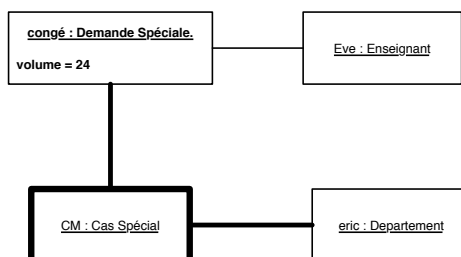 congé : Demande Spéciale.
volume = 24
Eve : Enseignant
CM : Cas Spécial
eric : Departement